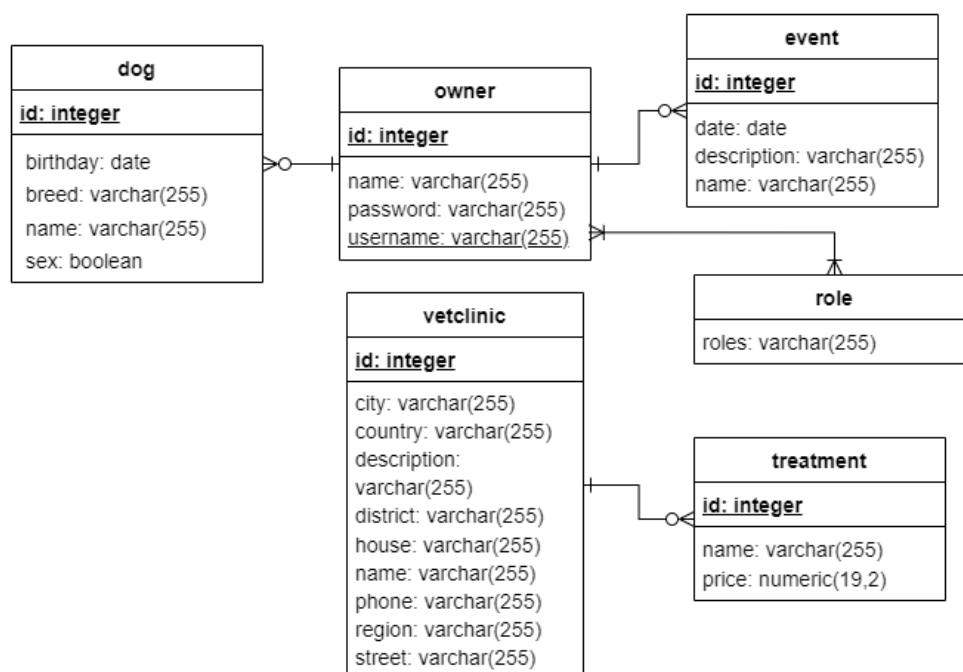 dog
id: integer
birthday: date
breed: varchar(255)
name: varchar(255)
sex: boolean
owner
id: integer
name: varchar(255)
password: varchar(255)
username: varchar(255)
event
id: integer
date: date
description: varchar(255)
name: varchar(255)
role
roles: varchar(255)
vetclinic
id: integer
city: varchar(255)
country: varchar(255)
description:
varchar(255)
district: varchar(255)
house: varchar(255)
name: varchar(255)
phone: varchar(255)
region: varchar(255)
street: varchar(255)
treatment
id: integer
name: varchar(255)
price: numeric(19,2)